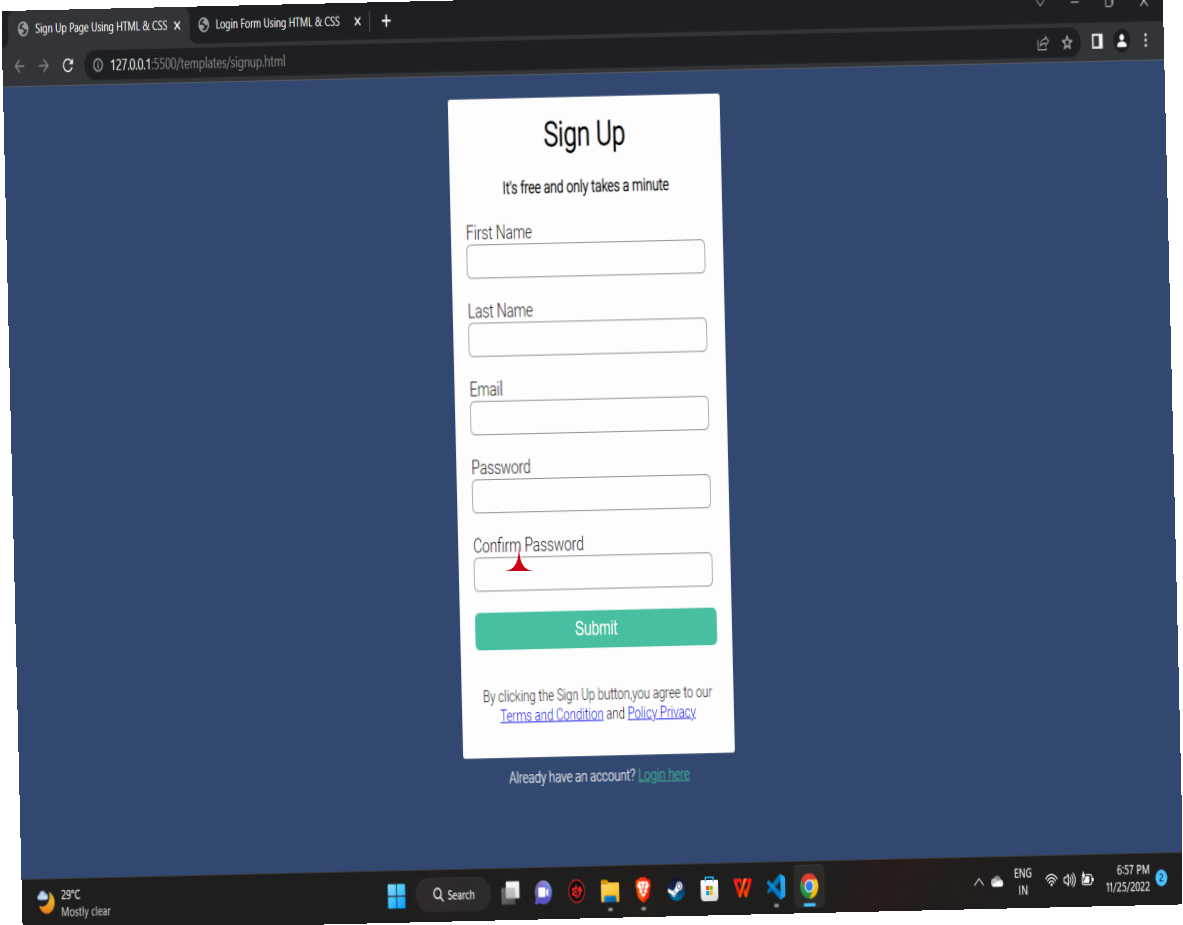 Sign Up Page Using HTML & CSS
Login Form Using HTML & CSS
127.0.0.1:5500/templates/signup.html
Sign Up
It's free and only takes a minute
First Name
Last Name
Email
Password
Confirm Password
Submit
By clicking the Sign Up button,you agree to our
Terms and Condition and Policy Privacy
Already have an account? Login here
29°C
Mostly clear
Search
ENG
IN
6:57 PM
11/25/2022
2